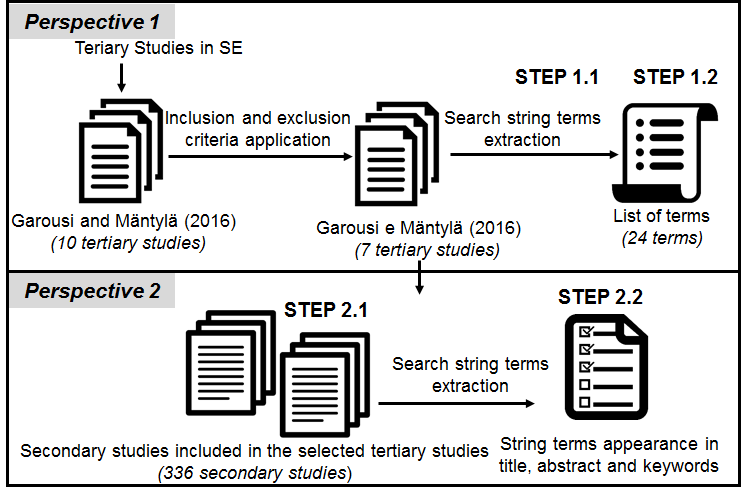 Perspective 1
Tertiary Studies in SE
STEP 1.1
STEP 1.2
Inclusion and exclusion
criteria application
Search string terms
extraction
Garousi and Mäntylä (2016)
(10 tertiary studies)
Garousi e Mäntylä (2016)
(7 tertiary studies)
List of terms
(24 terms)
Perspective 2
STEP 2.1
STEP 2.2
Search string terms
extraction
Secondary studies included in the selected tertiary studies
(336 secondary studies)
String terms appearance in
title, abstract and keywords